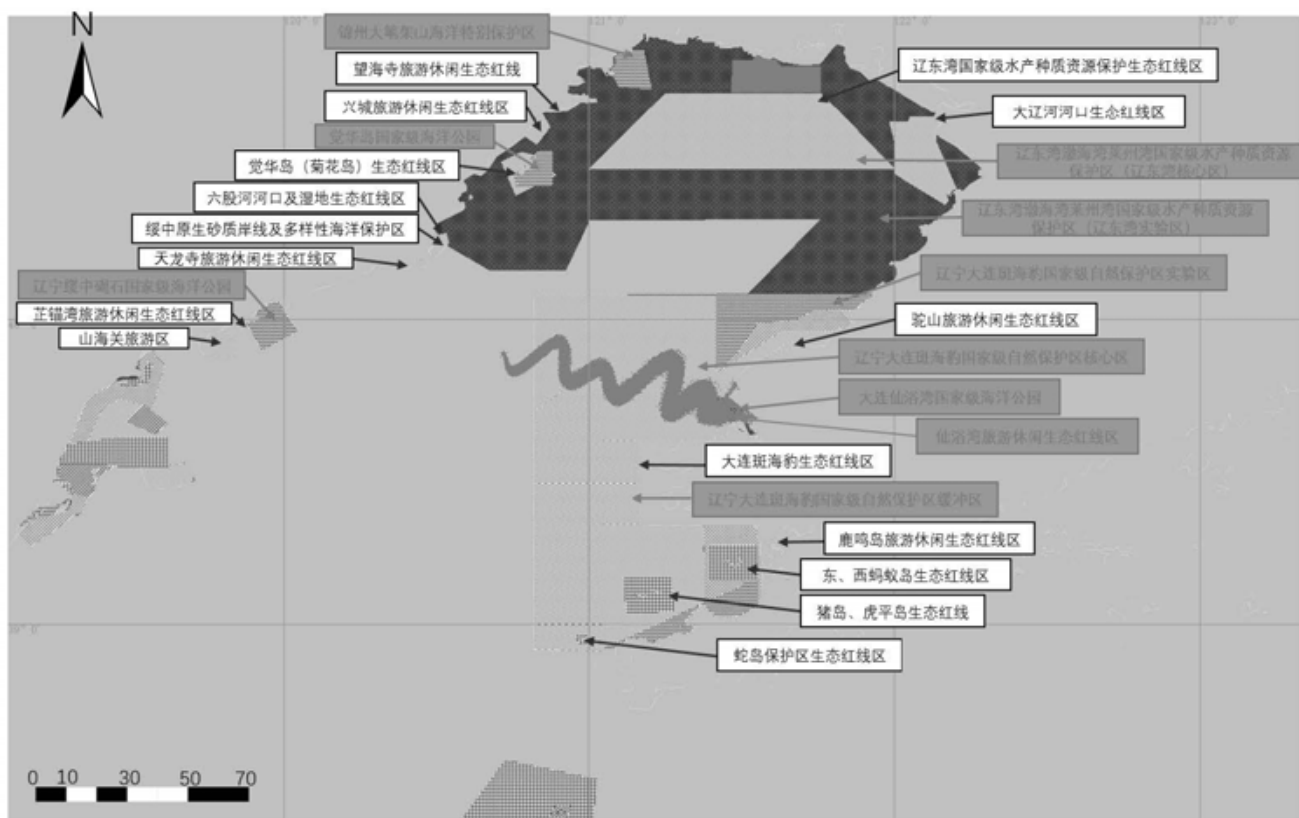 N
120° 0′
121° 0′
122° 0′
123° 0′
锦州大笔架山海洋特别保护区
望海寺旅游休闲生态红线
兴城旅游休闲生态红线区
觉华岛国家级海洋公园
觉华岛（菊花岛）生态红线区
六股河河口及湿地生态红线区
绥中原生砂质岸线及多样性海洋保护区
天龙寺旅游休闲生态红线区
辽宁绥中碣石国家级海洋公园
芷锚湾旅游休闲生态红线区
山海关旅游区
辽东湾国家级水产种质资源保护生态红线区
大辽河河口生态红线区
辽东湾渤海湾莱州湾国家级水产种质资源
保护区（辽东湾核心区）
辽东湾渤海湾莱州湾国家级水产种质资源
保护区（辽东湾实验区）
辽宁大连斑海豹国家级自然保护区实验区
驼山旅游休闲生态红线区
辽宁大连斑海豹国家级自然保护区核心区
大连仙浴湾国家级海洋公园
仙浴湾旅游休闲生态红线区
大连斑海豹生态红线区
辽宁大连斑海豹国家级自然保护区缓冲区
鹿鸣岛旅游休闲生态红线区
东、西蚂蚁岛生态红线区
猪岛、虎平岛生态红线
39° 0′
蛇岛保护区生态红线区
0 10 30 50 70